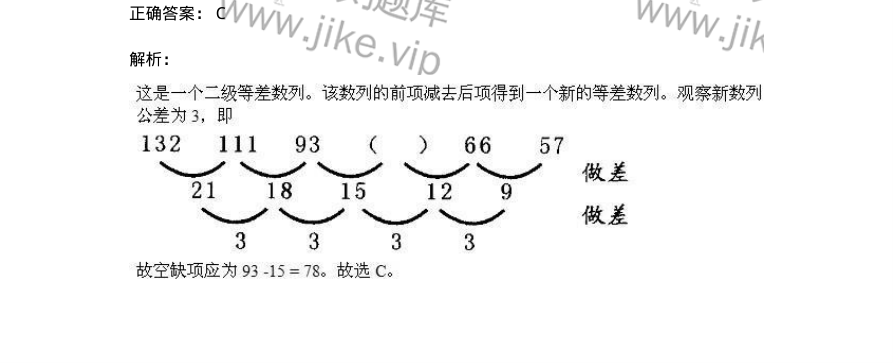 正确答案： C
题库
www.jike.vip
www.jik
解析：
这是一个二级等差数列。该数列的前项减去后项得到一个新的等差数列。观察新数列
公差为 3，即
132 111 93 （ ） 66 57
做差
21 18 15 12 9
做差
3 3 3 3
故空缺项应为 93 -15 = 78。故选 C。